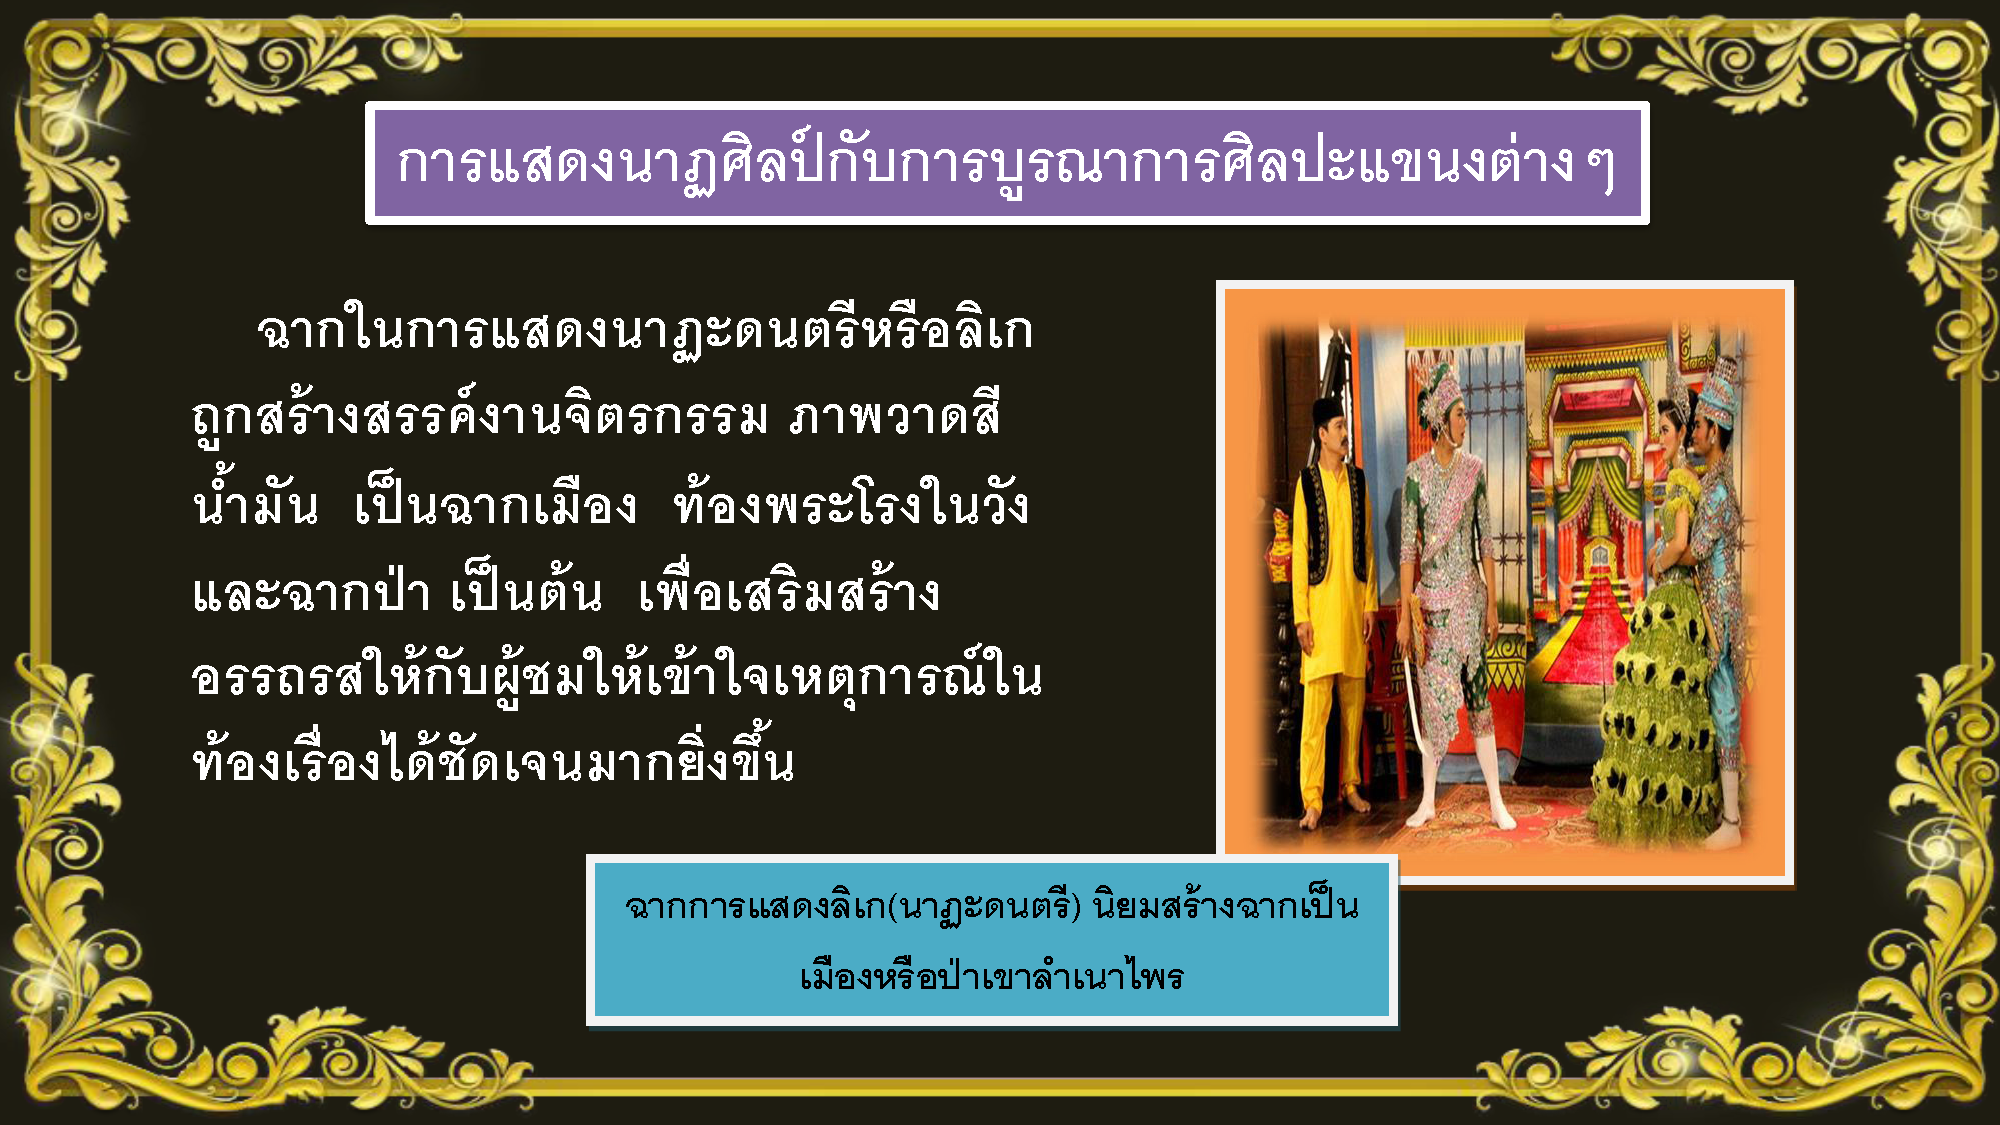 การแสดงนาฏศิลป์กับการบูรณาการศิลปะแขนงต่าง ๆ
ฉากในการแสดงนาฏะดนตรีหรือลิเก
ถูกสร้างสรรค์งานจิตรกรรม ภาพวาดสี
น้ำมัน เป็นฉากเมือง ท้องพระโรงในวัง
และฉากป่า เป็นต้น เพื่อเสริมสร้าง
อรรถรสให้กับผู้ชมให้เข้าใจเหตุการณ์ใน
ท้องเรื่องได้ชัดเจนมากยิ่งขึ้น
ฉากการแสดงลิเก(นาฏะดนตรี) นิยมสร้างฉากเป็น
เมืองหรือป่าเขาลำเนาไพร